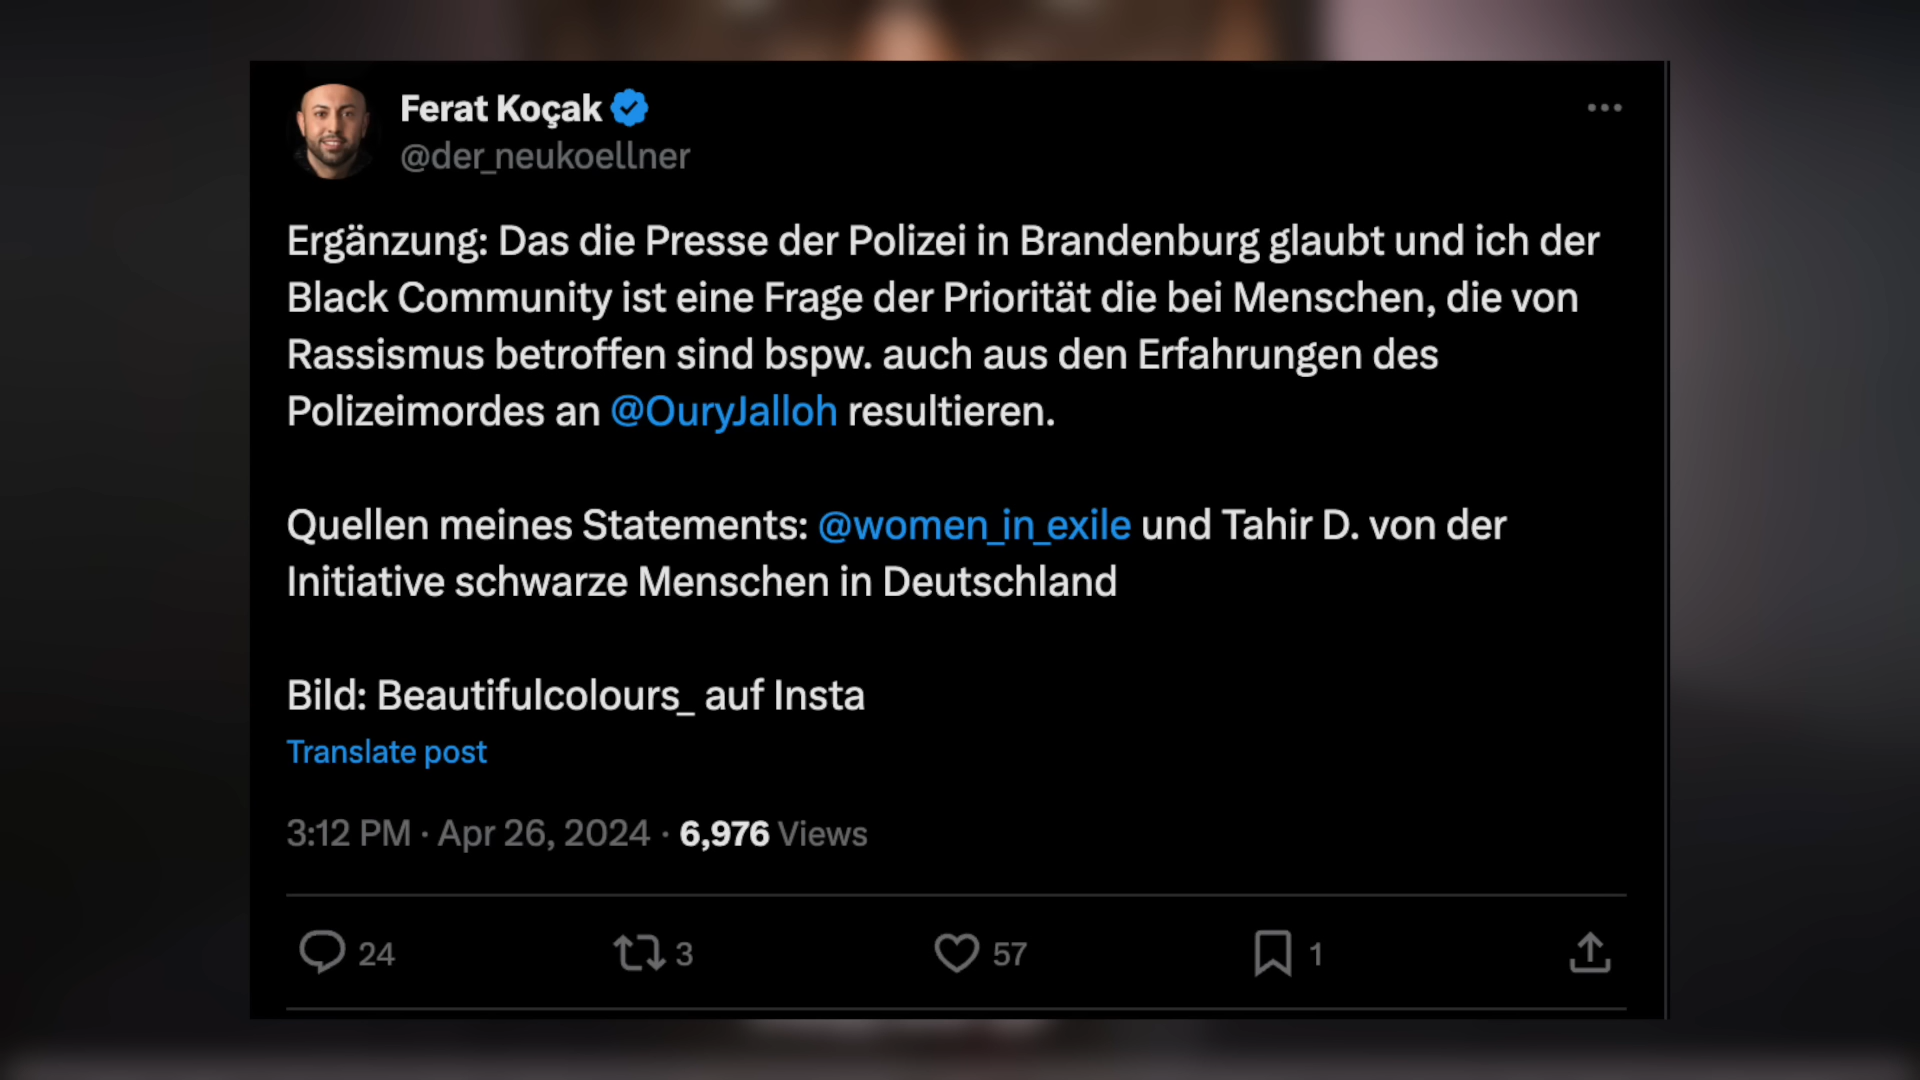 Ferat Koçak
@der_neukoellner
Ergänzung: Das die Presse der Polizei in Brandenburg glaubt und ich der
Black Community ist eine Frage der Priorität die bei Menschen, die von
Rassismus betroffen sind bspw. auch aus den Erfahrungen des
Polizeimordes an @OuryJalloh resultieren.
Quellen meines Statements: @women_in_exile und Tahir D. von der
Initiative schwarze Menschen in Deutschland
Bild: Beautifulcolours_ auf Insta
Translate post
3:12 PM · Apr 26, 2024 · 6,976 Views
24 3 57 1